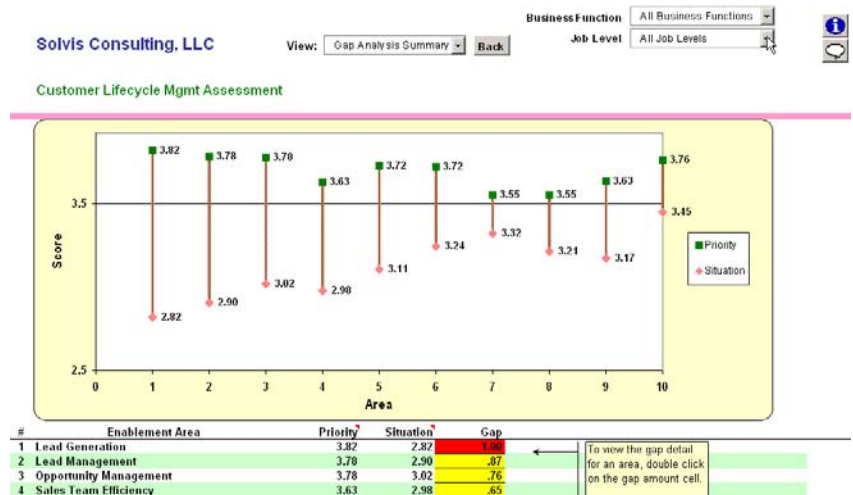 Business Function All Business Functions
Solvis Consulting, LLC View: Gap Analysis Summary Back Job Level All Job Levels
Customer Lifecycle Mgmt Assessment
3.82 3.78 3.78 3.63 3.72 3.72 3.55 3.55 3.63 3.76
3.5
3.45
3.32
3.24
3.21
3.17
3.11
3.02
2.98
2.90
2.82
2.5
Score
Priority
Situation
0 1 2 3 4 5 6 7 8 9 10
Area
# Enablement Area Priority Situation Gap
1 Lead Generation 3.82 2.82 1.00
2 Lead Management 3.78 2.90 .87
3 Opportunity Management 3.78 3.02 .76
4 Sales Team Efficiency 3.63 2.98 .65
To view the gap detail
for an area, double click
on the gap amount cell.